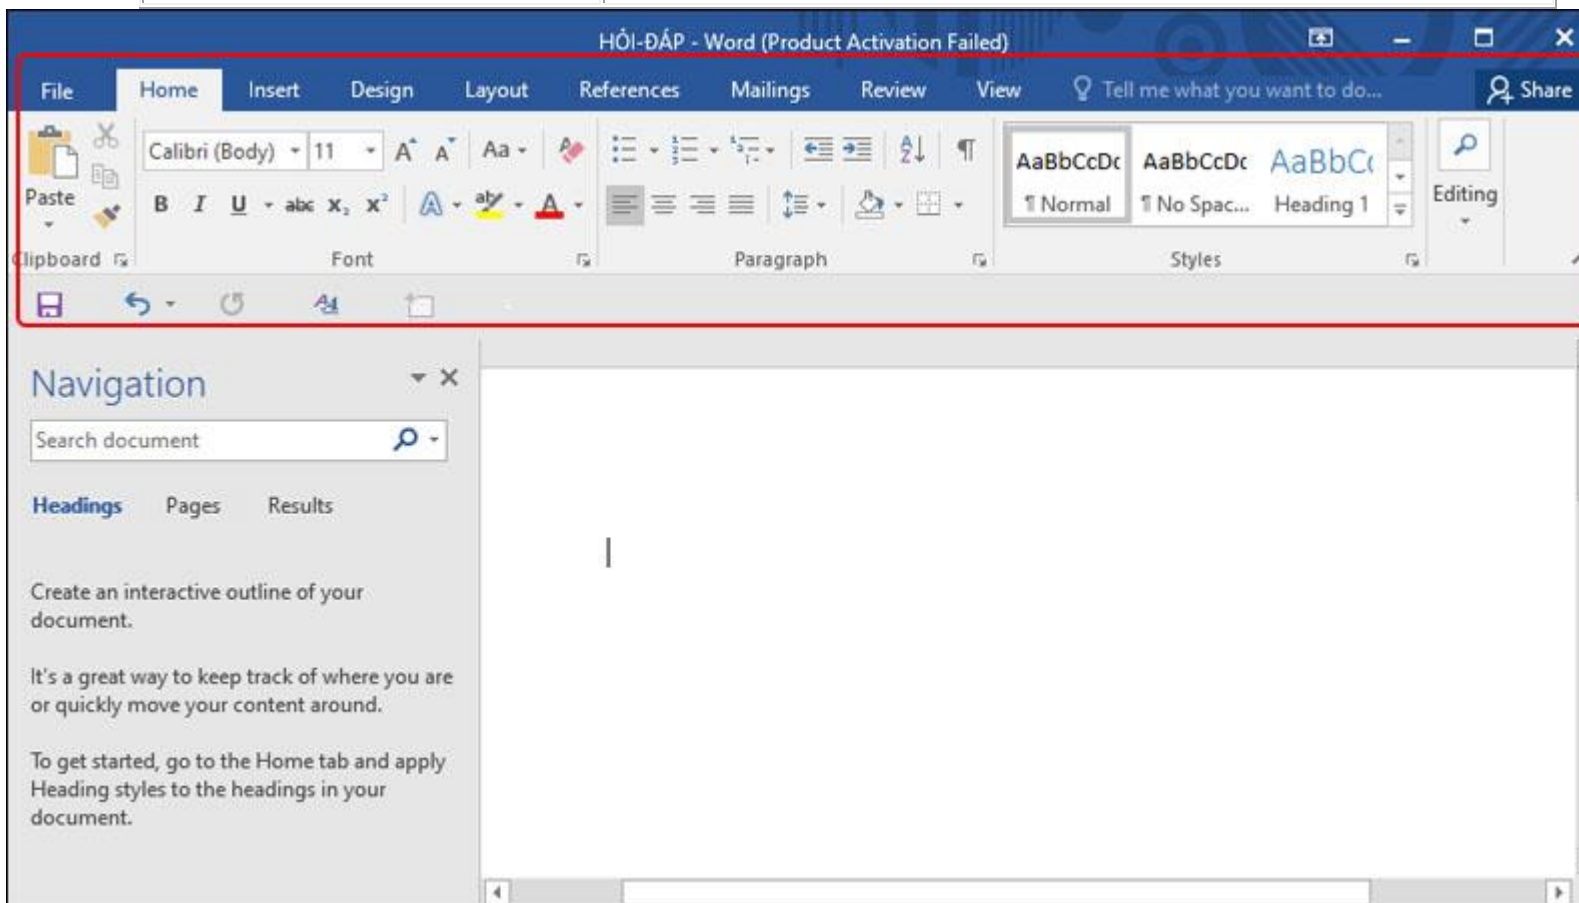 HỎI-ĐÁP - Word (Product Activation Failed)
File Home Insert Design Layout References Mailings Review View Tell me what you want to do... Share
Calibri (Body) 11 A A Aa
Paste
B I U abc X₂ X² A aby A
AaBbCcDc AaBbCcDc AaBbC
¶ Normal ¶ No Spac... Heading 1
Editing
Clipboard Font Paragraph Styles
Navigation
Search document
Headings Pages Results
Create an interactive outline of your
document.
It's a great way to keep track of where you are
or quickly move your content around.
To get started, go to the Home tab and apply
Heading styles to the headings in your
document.